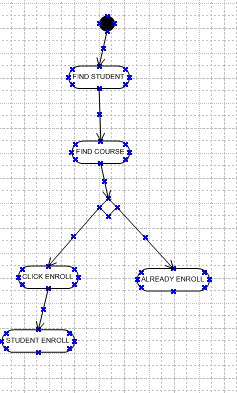 FIND STUDENT
FIND COURSE
CLICK ENROLL
ALREADY ENROLL
STUDENT ENROLL